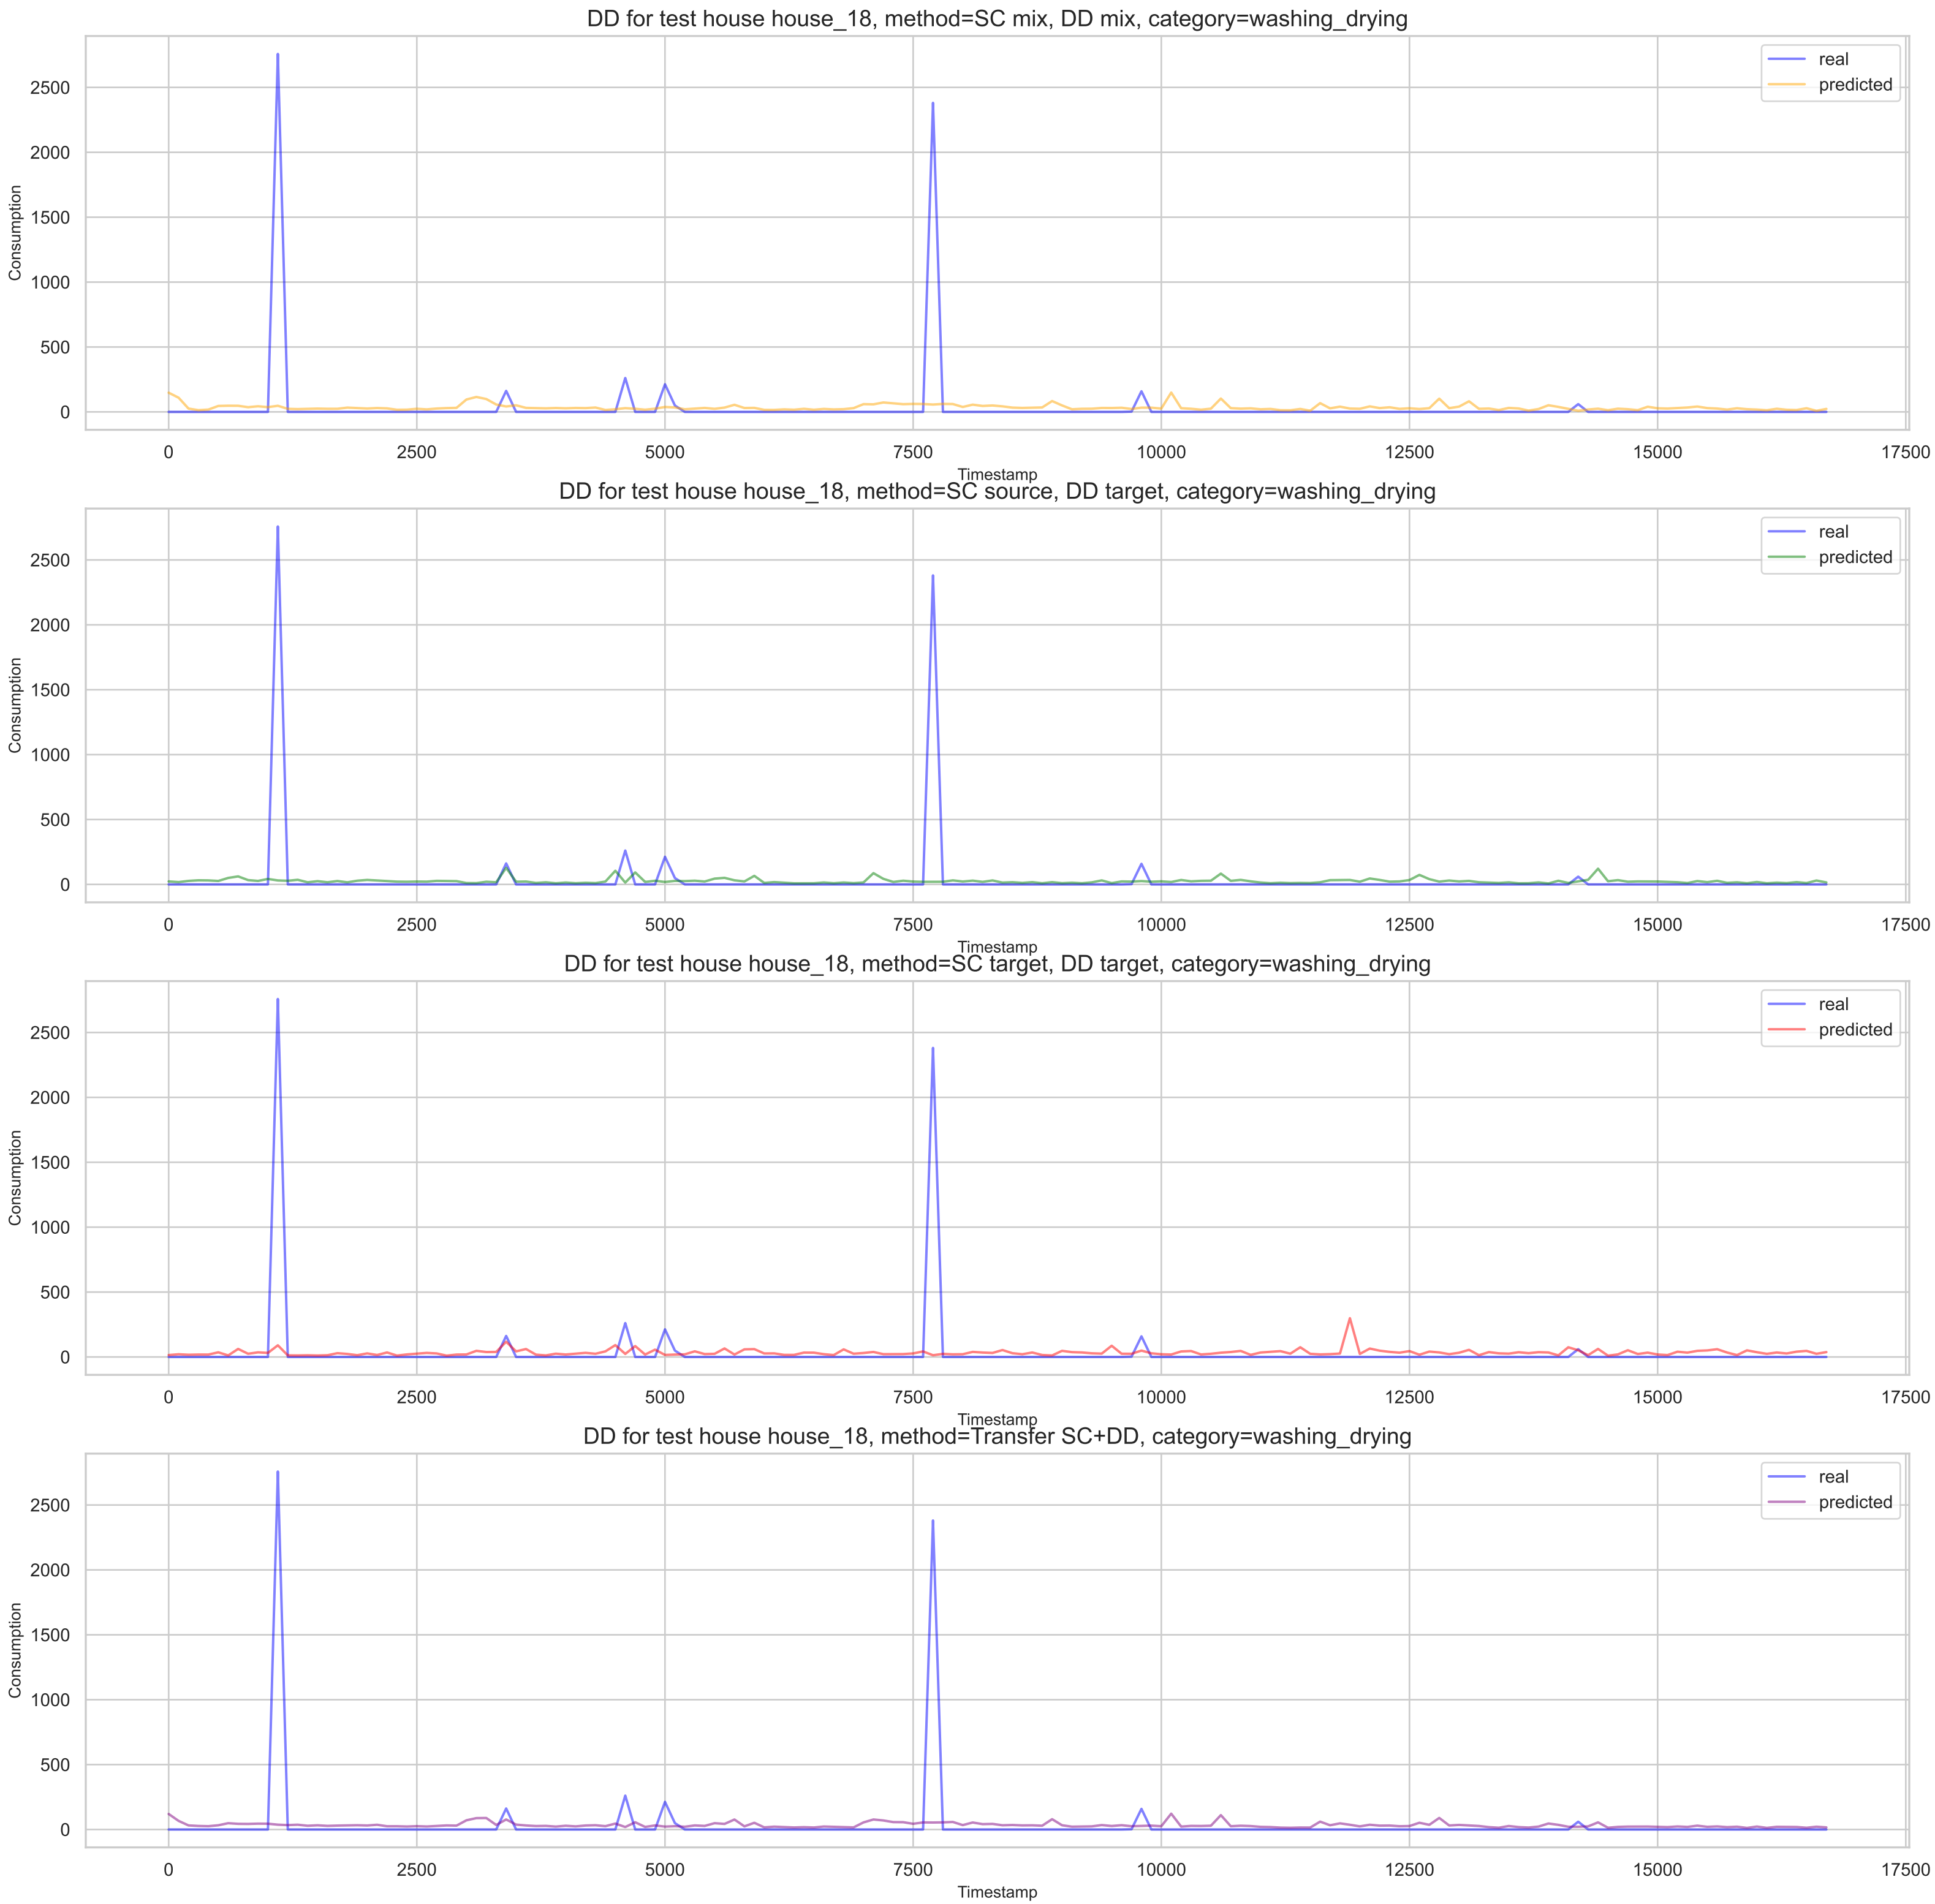 DD for test house house_18, method=SC mix, DD mix, category=washing_drying
real
predicted
2500
2000
1500
1000
500
0
Consumption
0 2500 5000 7500 10000 12500 15000 17500
Timestamp
DD for test house house_18, method=SC source, DD target, category=washing_drying
real
predicted
2500
2000
1500
1000
500
0
Consumption
0 2500 5000 7500 10000 12500 15000 17500
Timestamp
DD for test house house_18, method=SC target, DD target, category=washing_drying
real
predicted
2500
2000
1500
1000
500
0
Consumption
0 2500 5000 7500 10000 12500 15000 17500
Timestamp
DD for test house house_18, method=Transfer SC+DD, category=washing_drying
real
predicted
2500
2000
1500
1000
500
0
Consumption
0 2500 5000 7500 10000 12500 15000 17500
Timestamp